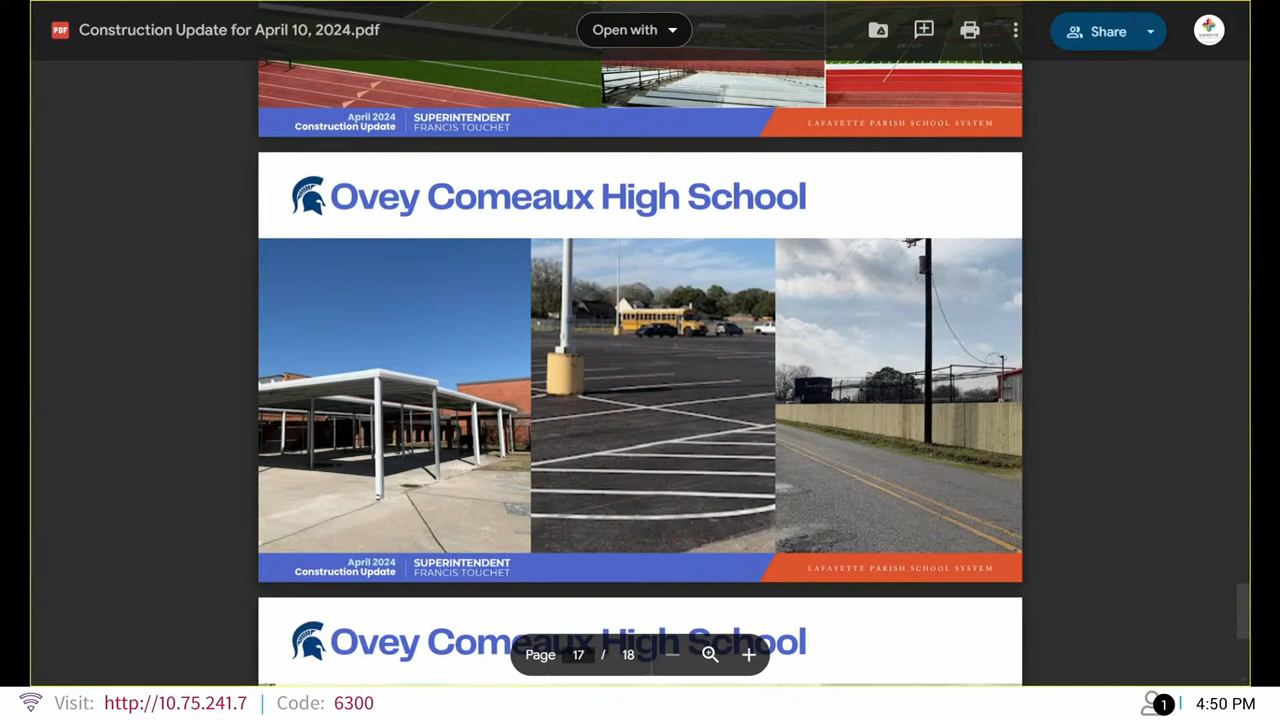 PDF Construction Update for April 10, 2024.pdf
Open with
Share
April 2024
Construction Update
SUPERINTENDENT
FRANCIS TOUCHET
LAFAYETTE PARISH SCHOOL SYSTEM
Ovey Comeaux High School
April 2024
Construction Update
SUPERINTENDENT
FRANCIS TOUCHET
LAFAYETTE PARISH SCHOOL SYSTEM
Ovey Comeaux High School
Page 17 / 18
Visit: http://10.75.241.7 | Code: 6300
1
4:50 PM